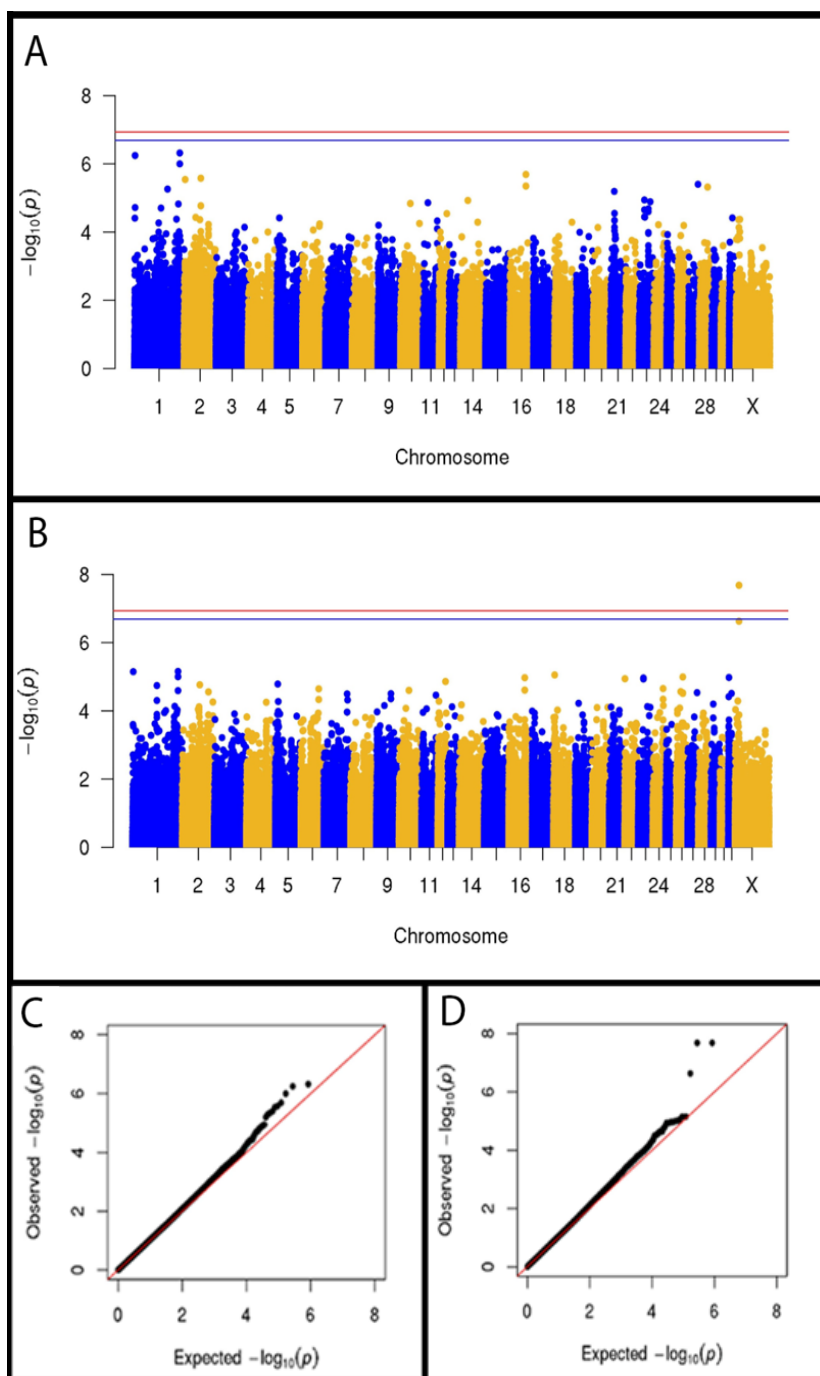 A
8
6
4
2
0
−log₁₀(p)
1 2 3 4 5 7 9 11 14 16 18 21 24 28 X
Chromosome
B
8
6
4
2
0
−log₁₀(p)
1 2 3 4 5 7 9 11 14 16 18 21 24 28 X
Chromosome
C
8
6
4
2
0
Observed −log₁₀(p)
0 2 4 6 8
Expected −log₁₀(p)
D
8
6
4
2
0
Observed −log₁₀(p)
0 2 4 6 8
Expected −log₁₀(p)